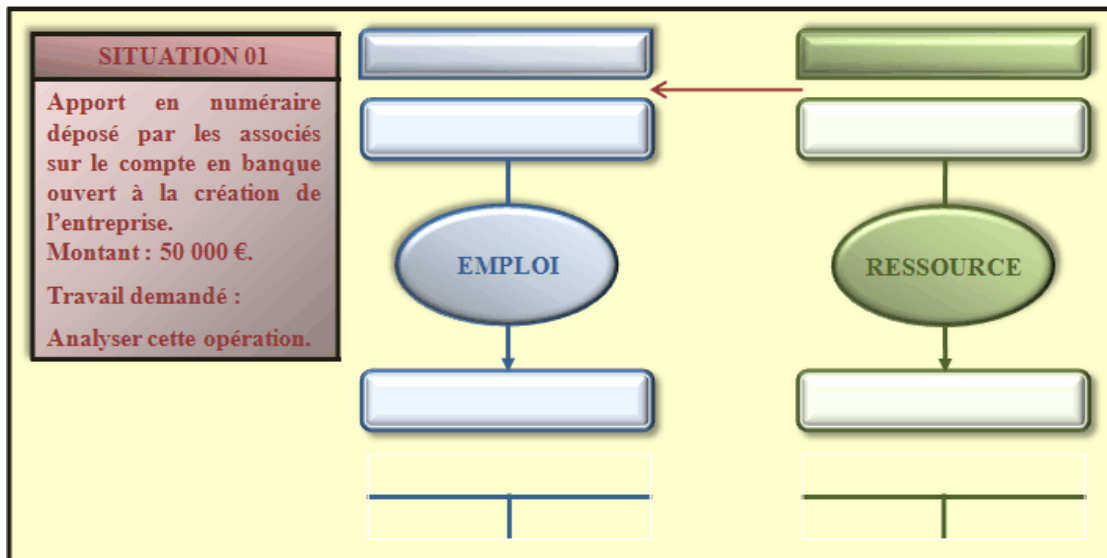 SITUATION 01
Apport en numéraire
déposé par les associés
sur le compte en banque
ouvert à la création de
l’entreprise.
Montant : 50 000 €.
Travail demandé :
Analyser cette opération.
EMPLOI
RESSOURCE